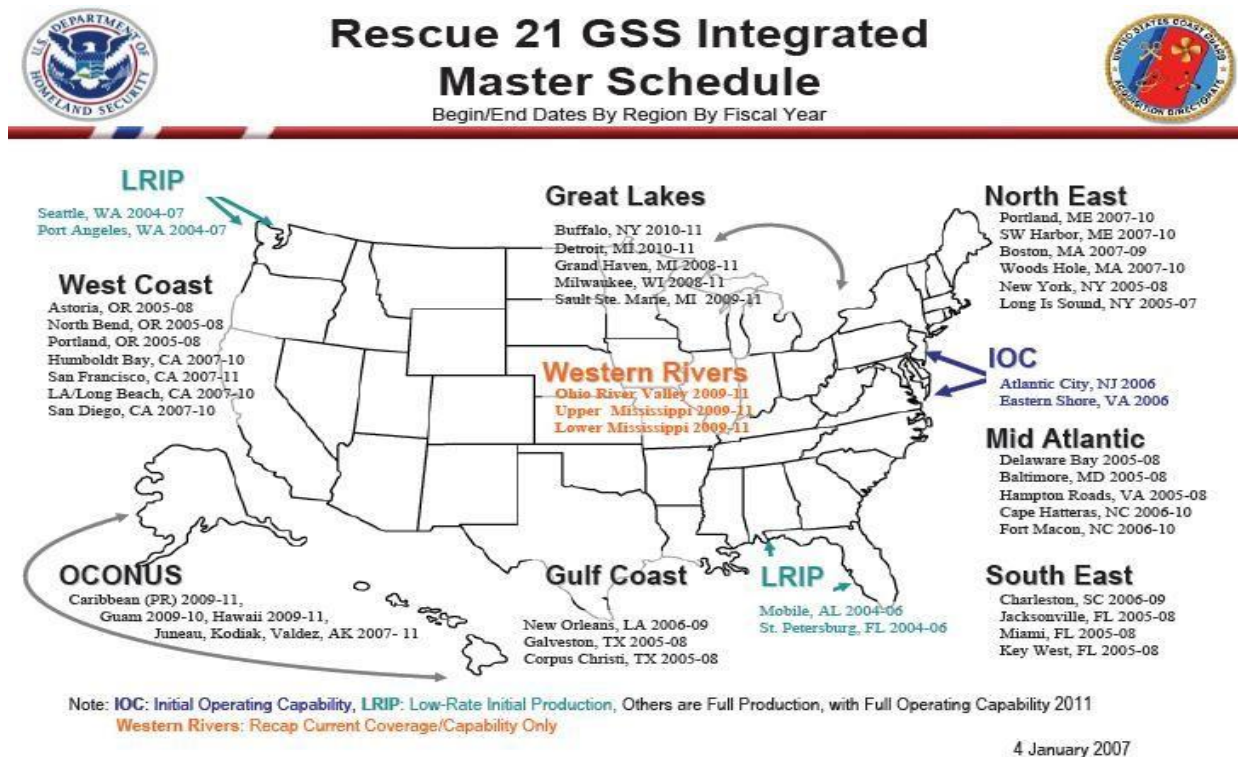 U.S. DEPARTMENT OF
HOMELAND SECURITY
Rescue 21 GSS Integrated
Master Schedule
Begin/End Dates By Region By Fiscal Year
UNITED STATES COAST GUARD
ACQUISITION DIRECTORATE
LRIP
Seattle, WA 2004-07
Port Angeles, WA 2004-07
West Coast
Astoria, OR 2005-08
North Bend, OR 2005-08
Portland, OR 2005-08
Humboldt Bay, CA 2007-10
San Francisco, CA 2007-11
LA/Long Beach, CA 2007-10
San Diego, CA 2007-10
Great Lakes
Buffalo, NY 2010-11
Detroit, MI 2010-11
Grand Haven, MI 2008-11
Milwaukee, WI 2008-11
Sault Ste. Marie, MI 2009-11
Western Rivers
Ohio River Valley 2009-11
Upper Mississippi 2009-11
Lower Mississippi 2009-11
North East
Portland, ME 2007-10
SW Harbor, ME 2007-10
Boston, MA 2007-09
Woods Hole, MA 2007-10
New York, NY 2005-08
Long Is Sound, NY 2005-07
IOC
Atlantic City, NJ 2006
Eastern Shore, VA 2006
Mid Atlantic
Delaware Bay 2005-08
Baltimore, MD 2005-08
Hampton Roads, VA 2005-08
Cape Hatteras, NC 2006-10
Fort Macon, NC 2006-10
OCONUS
Caribbean (PR) 2009-11,
Guam 2009-10, Hawaii 2009-11,
Juneau, Kodiak, Valdez, AK 2007- 11
Gulf Coast
New Orleans, LA 2006-09
Galveston, TX 2005-08
Corpus Christi, TX 2005-08
LRIP
Mobile, AL 2004-06
St. Petersburg, FL 2004-06
South East
Charleston, SC 2006-09
Jacksonville, FL 2005-08
Miami, FL 2005-08
Key West, FL 2005-08
Note: IOC: Initial Operating Capability, LRIP: Low-Rate Initial Production, Others are Full Production, with Full Operating Capability 2011
Western Rivers: Recap Current Coverage/Capability Only
4 January 2007